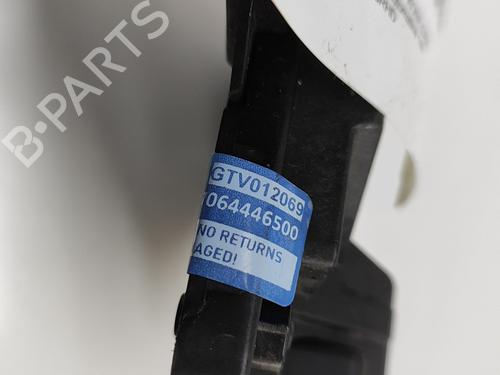 B-PARTS
GTV012069
7064446500
NO RETURNS
AGED!